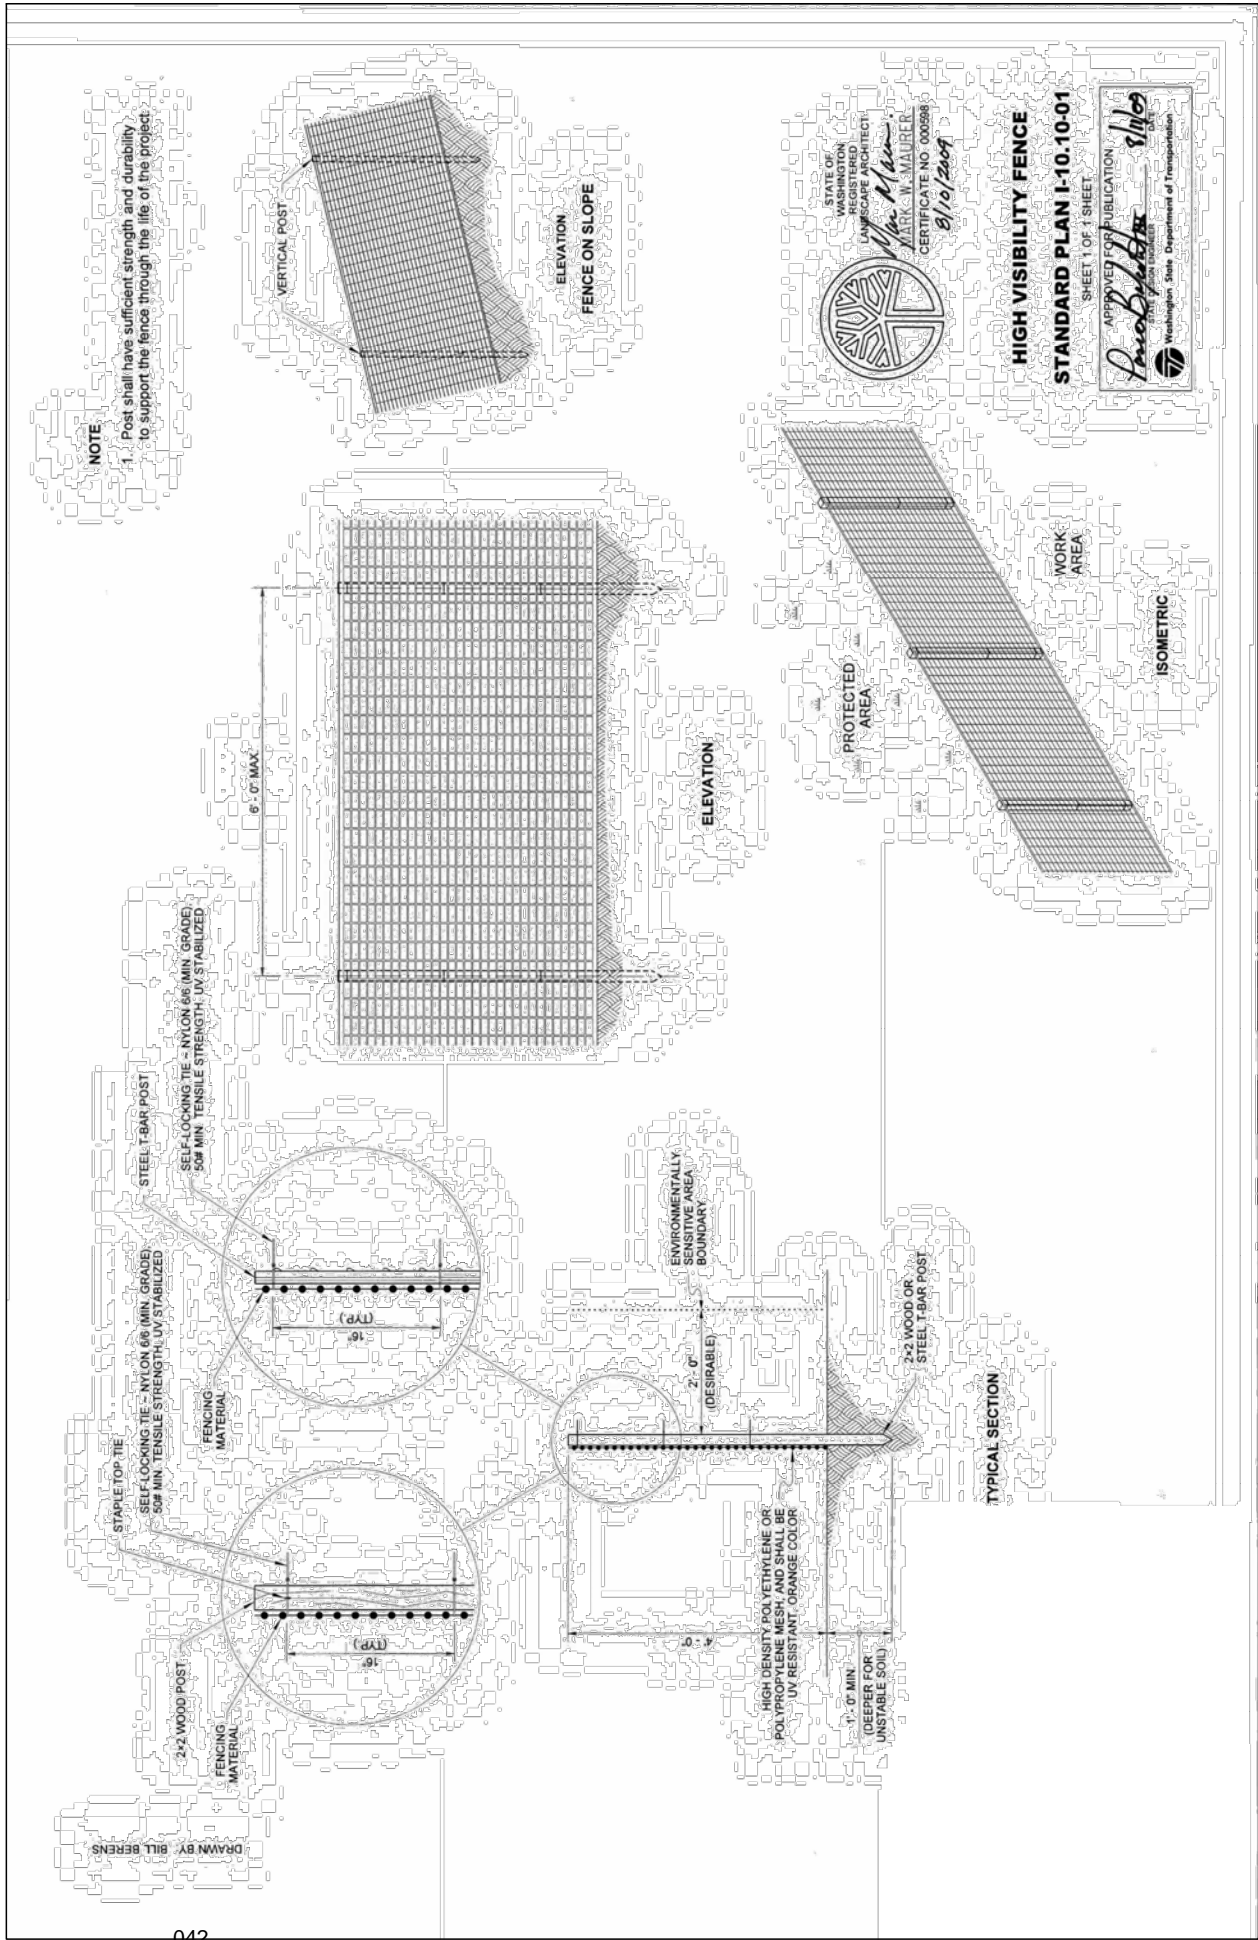 DRAWN BY BILL BERENS
2×2 WOOD POST
FENCING
MATERIAL
16"
(TYP.)
STAPLE TOP TIE
SELF-LOCKING TIE ~ NYLON 6/6 (MIN. GRADE),
50# MIN. TENSILE STRENGTH, UV STABILIZED
FENCING
MATERIAL
16"
(TYP.)
STEEL T-BAR POST
SELF-LOCKING TIE ~ NYLON 6/6 (MIN. GRADE),
50# MIN. TENSILE STRENGTH, UV STABILIZED
6' - 0" MAX.
ELEVATION
NOTE
1. Post shall have sufficient strength and durability
to support the fence through the life of the project.
VERTICAL POST
ELEVATION
FENCE ON SLOPE
HIGH DENSITY POLYETHYLENE OR
POLYPROPYLENE MESH, AND SHALL BE
UV RESISTANT, ORANGE COLOR
4' - 0"
1' - 0" MIN.
(DEEPER FOR
UNSTABLE SOIL)
2' - 0"
(DESIRABLE)
ENVIRONMENTALLY
SENSITIVE AREA
BOUNDARY
2×2 WOOD OR
STEEL T-BAR POST
TYPICAL SECTION
PROTECTED
AREA
WORK
AREA
ISOMETRIC
STATE OF
WASHINGTON
REGISTERED
LANDSCAPE ARCHITECT
MARK W. MAURER
CERTIFICATE NO. 000598
8/10/2009
HIGH VISIBILITY FENCE
STANDARD PLAN I-10.10-01
SHEET 1 OF 1 SHEET
APPROVED FOR PUBLICATION
8/11/09
STATE DESIGN ENGINEER
DATE
Washington State Department of Transportation
042